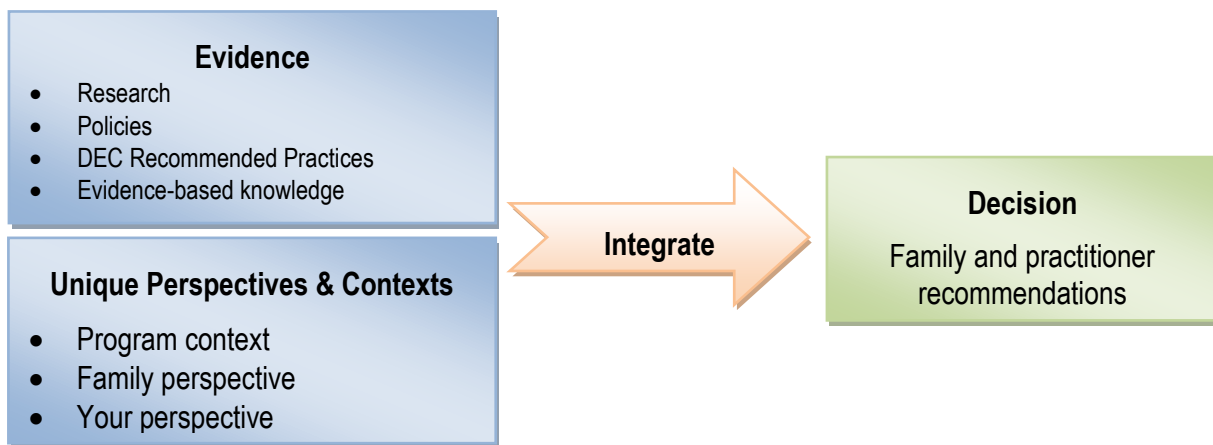 Evidence
• Research
• Policies
• DEC Recommended Practices
• Evidence-based knowledge
Unique Perspectives & Contexts
• Program context
• Family perspective
• Your perspective
Integrate
Decision
Family and practitioner
recommendations